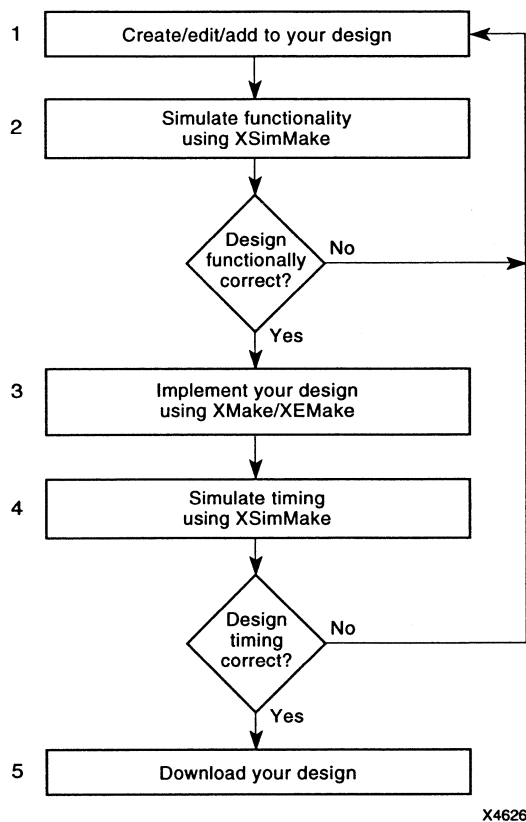 1
Create/edit/add to your design
2
Simulate functionality
using XSimMake
Design
functionally
correct?
No
Yes
3
Implement your design
using XMake/XEMake
4
Simulate timing
using XSimMake
Design
timing
correct?
No
Yes
5
Download your design
X4626